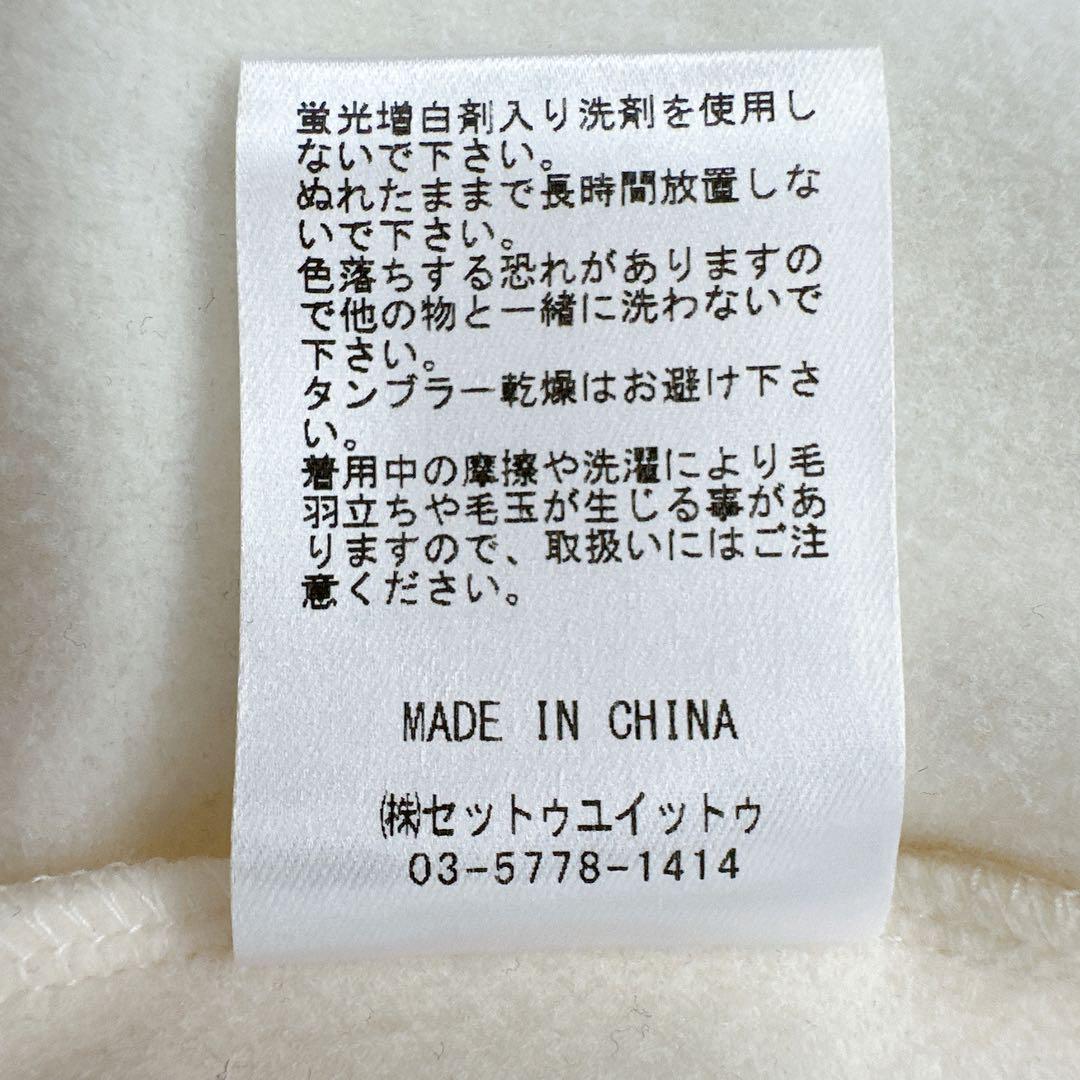 蛍光増白剤入り洗剤を使用し
ないで下さい。
ぬれたままで長時間放置しな
いで下さい。
色落ちする恐れがありますの
で他の物と一緒に洗わないで
下さい。
タンブラー乾燥はお避け下さ
い。
着用中の摩擦や洗濯により毛
羽立ちや毛玉が生じる事があ
りますので、取扱いにはご注
意ください。
MADE IN CHINA
㈱セットゥユイットゥ
03-5778-1414